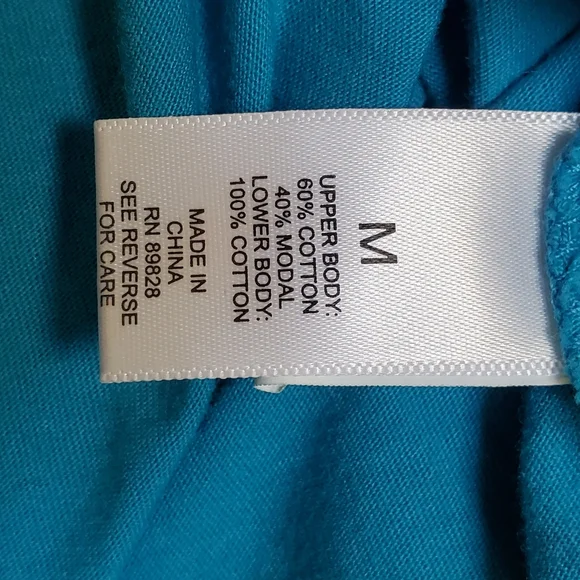 M
UPPER BODY:
60% COTTON
40% MODAL
LOWER BODY:
100% COTTON
MADE IN
CHINA
RN 89828
SEE REVERSE
FOR CARE